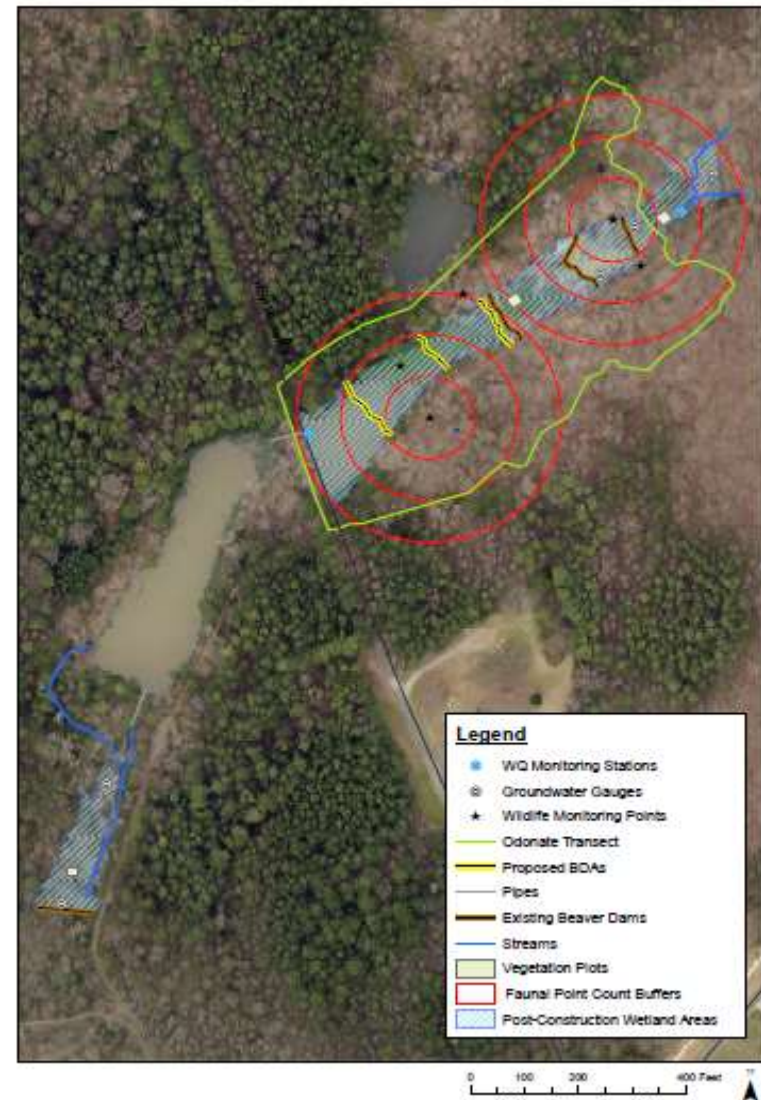 Legend
WQ Monitoring Stations
Groundwater Gauges
Wildlife Monitoring Points
Odonate Transect
Proposed BDAs
Pipes
Existing Beaver Dams
Streams
Vegetation Plots
Faunal Point Count Buffers
Post-Construction Wetland Areas
0 100 200 400 Feet